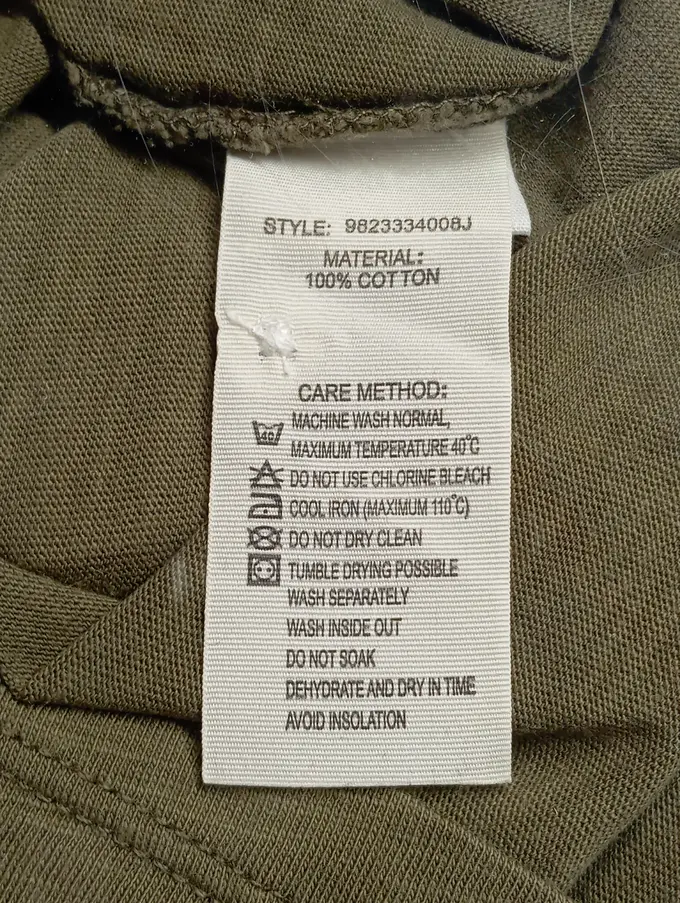 STYLE: 9823334008J
MATERIAL:
100% COTTON
CARE METHOD:
MACHINE WASH NORMAL,
40
MAXIMUM TEMPERATURE 40°C
DO NOT USE CHLORINE BLEACH
COOL IRON (MAXIMUM 110°C)
DO NOT DRY CLEAN
TUMBLE DRYING POSSIBLE
WASH SEPARATELY
WASH INSIDE OUT
DO NOT SOAK
DEHYDRATE AND DRY IN TIME
AVOID INSOLATION